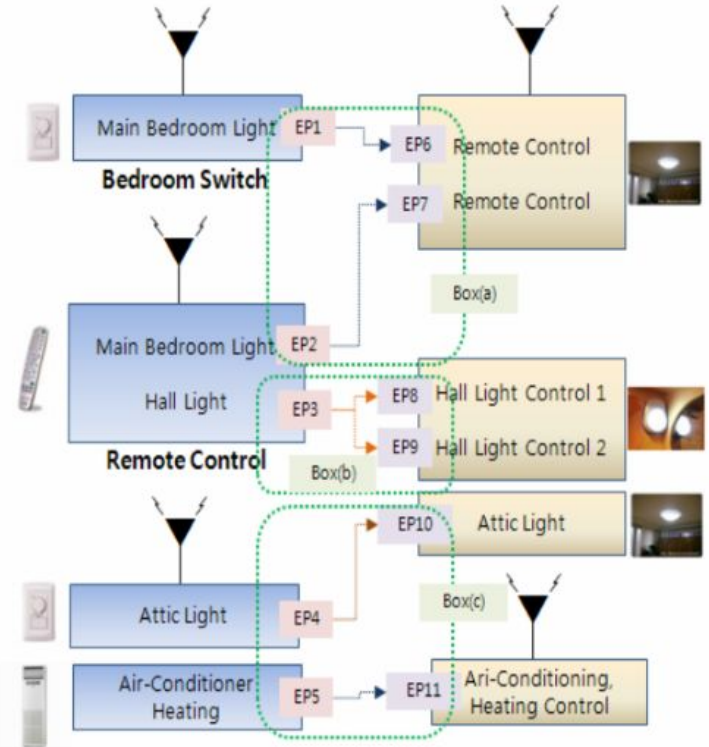 Main Bedroom Light
EP1
EP6
Remote Control
Bedroom Switch
EP7
Remote Control
Box(a)
Main Bedroom Light
EP2
Hall Light
EP3
EP8
Hall Light Control 1
EP9
Hall Light Control 2
Remote Control
Box(b)
EP10
Attic Light
Attic Light
EP4
Box(c)
Air-Conditioner
Heating
EP5
EP11
Ari-Conditioning,
Heating Control